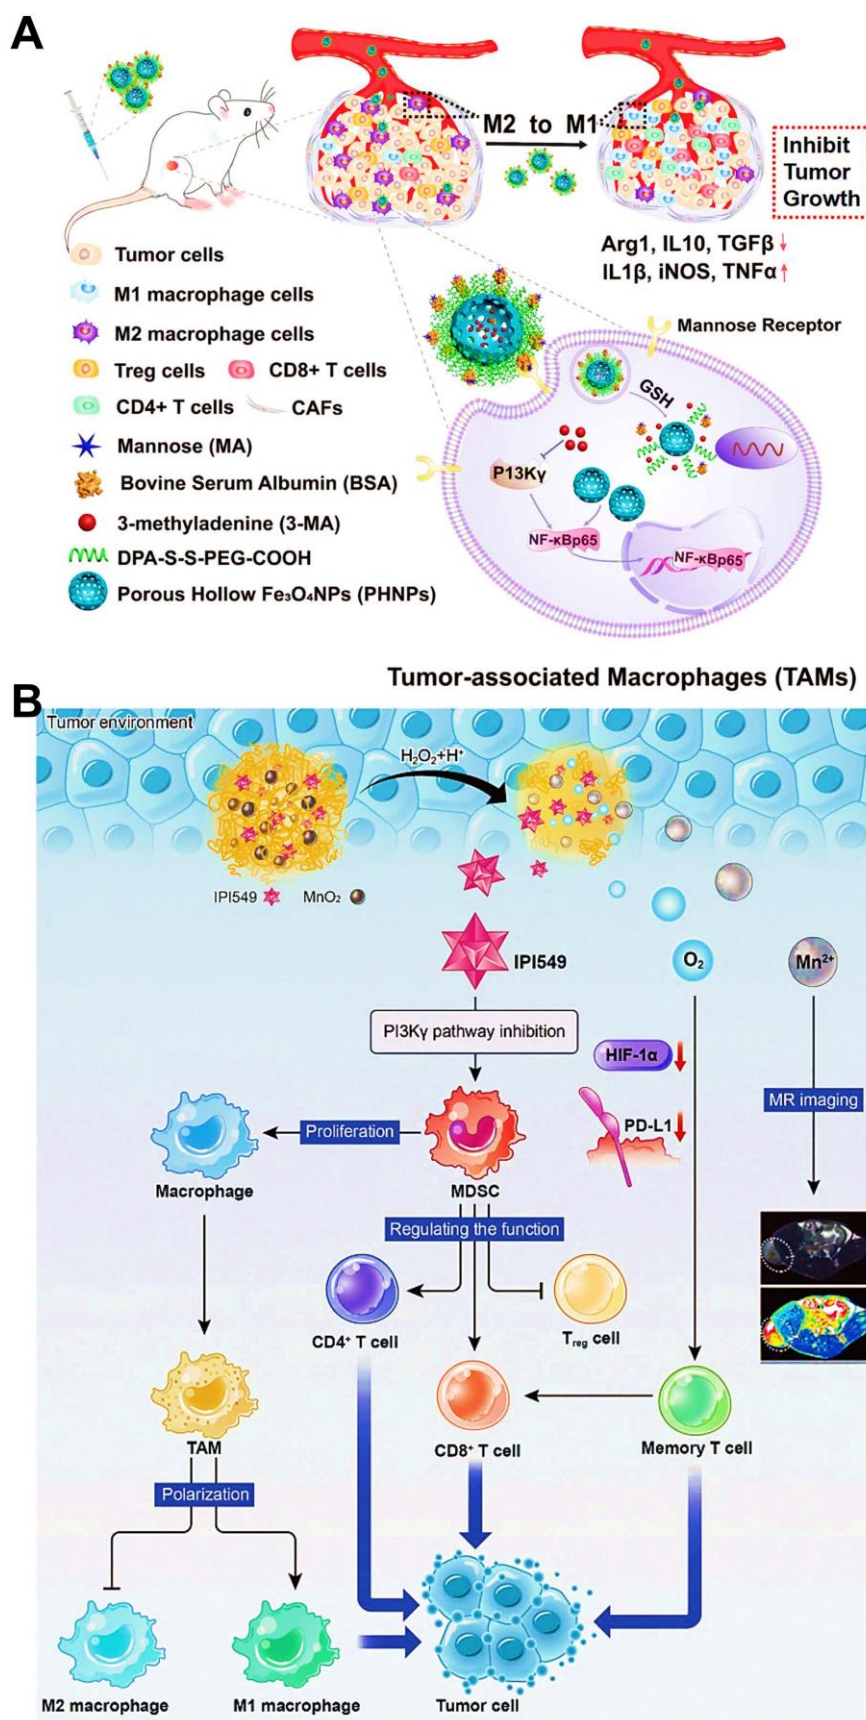 A
M2 to M1
Inhibit
Tumor
Growth
Arg1, IL10, TGFβ↓
IL1β, iNOS, TNFα↑
Tumor cells
M1 macrophage cells
M2 macrophage cells
Treg cells
CD8+ T cells
CD4+ T cells
CAFs
Mannose (MA)
Bovine Serum Albumin (BSA)
3-methyladenine (3-MA)
DPA-S-S-PEG-COOH
Porous Hollow Fe₃O₄NPs (PHNPs)
Mannose Receptor
GSH
P13Kγ
NF-κBp65
NF-κBp65
Tumor-associated Macrophages (TAMs)
B
Tumor environment
H₂O₂+H⁺
IPI549
MnO₂
IPI549
O₂
Mn²⁺
PI3Kγ pathway inhibition
HIF-1α
MR imaging
PD-L1
Proliferation
Macrophage
MDSC
Regulating the function
CD4⁺ T cell
Treg cell
TAM
CD8⁺ T cell
Memory T cell
Polarization
M2 macrophage
M1 macrophage
Tumor cell